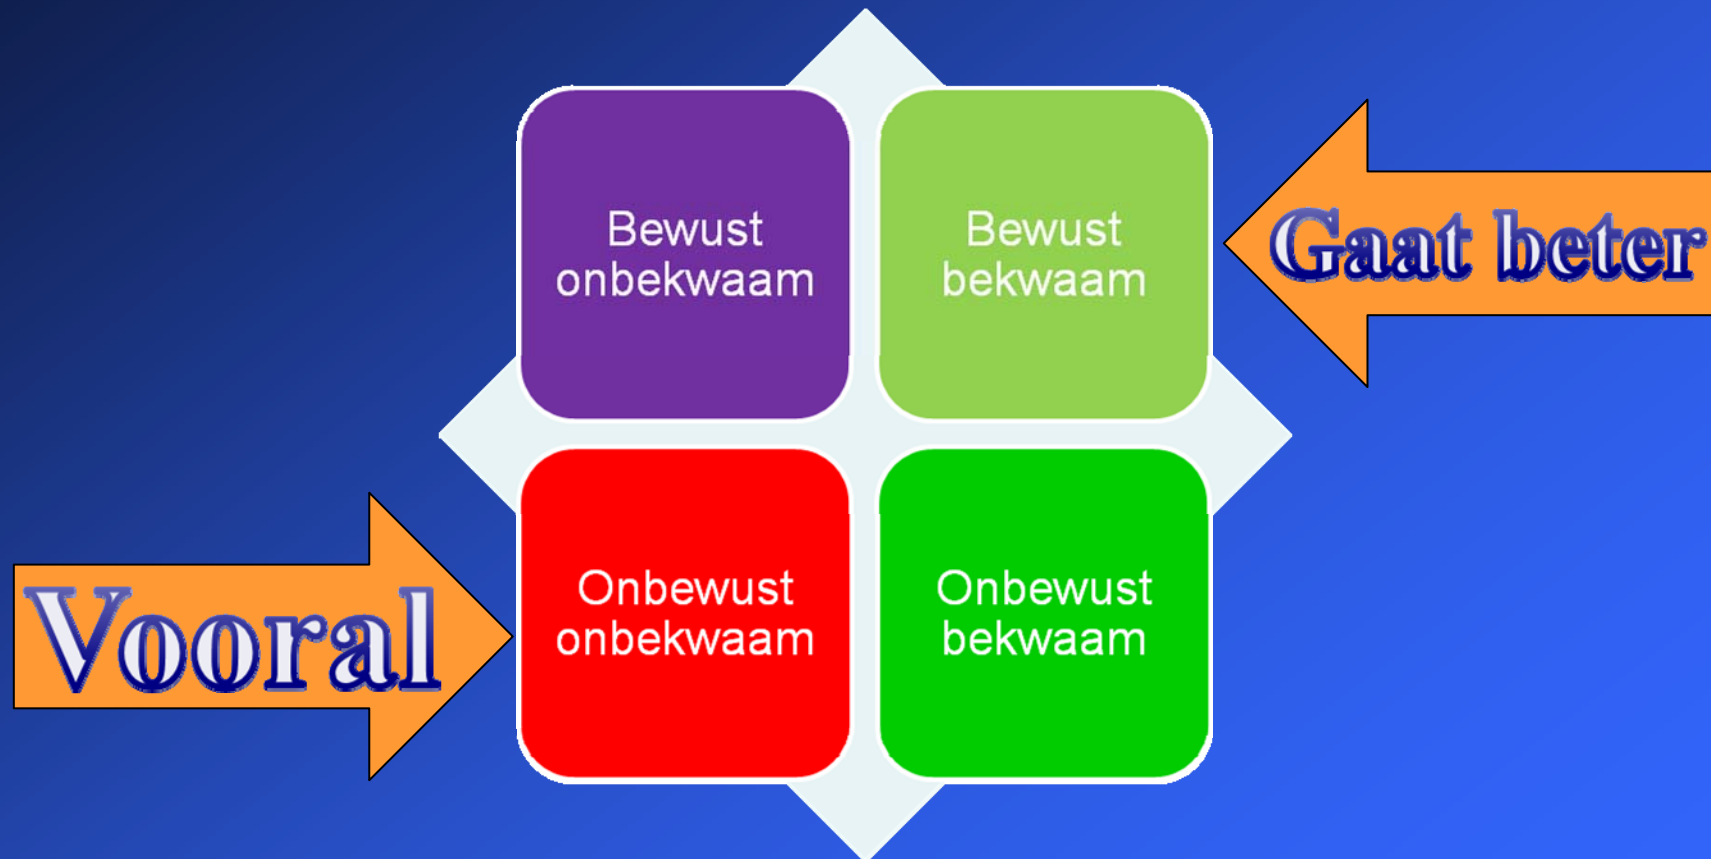 Bewust
onbekwaam
Bewust
bekwaam
Gaat beter
Vooral
Onbewust
onbekwaam
Onbewust
bekwaam